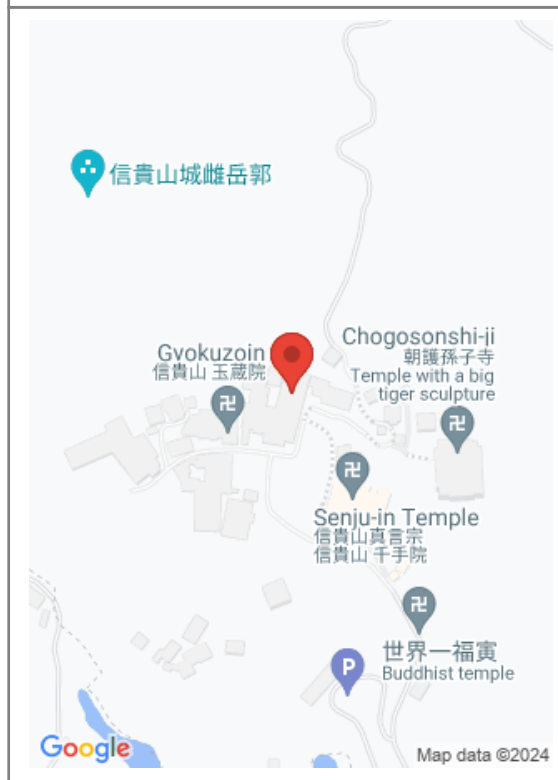 信貴山城雌岳郭
Gyokuzoin
信貴山 玉蔵院
Chogosonshi-ji
朝護孫子寺
Temple with a big
tiger sculpture
Senju-in Temple
信貴山真言宗
信貴山 千手院
世界一福寅
Buddhist temple
P
Google
Map data ©2024